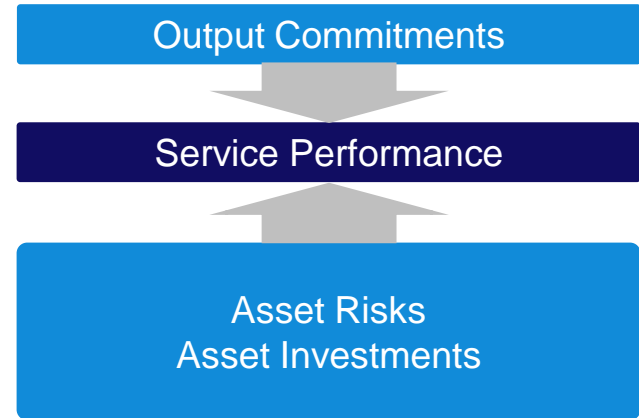 Output Commitments
Service Performance
Asset Risks
Asset Investments